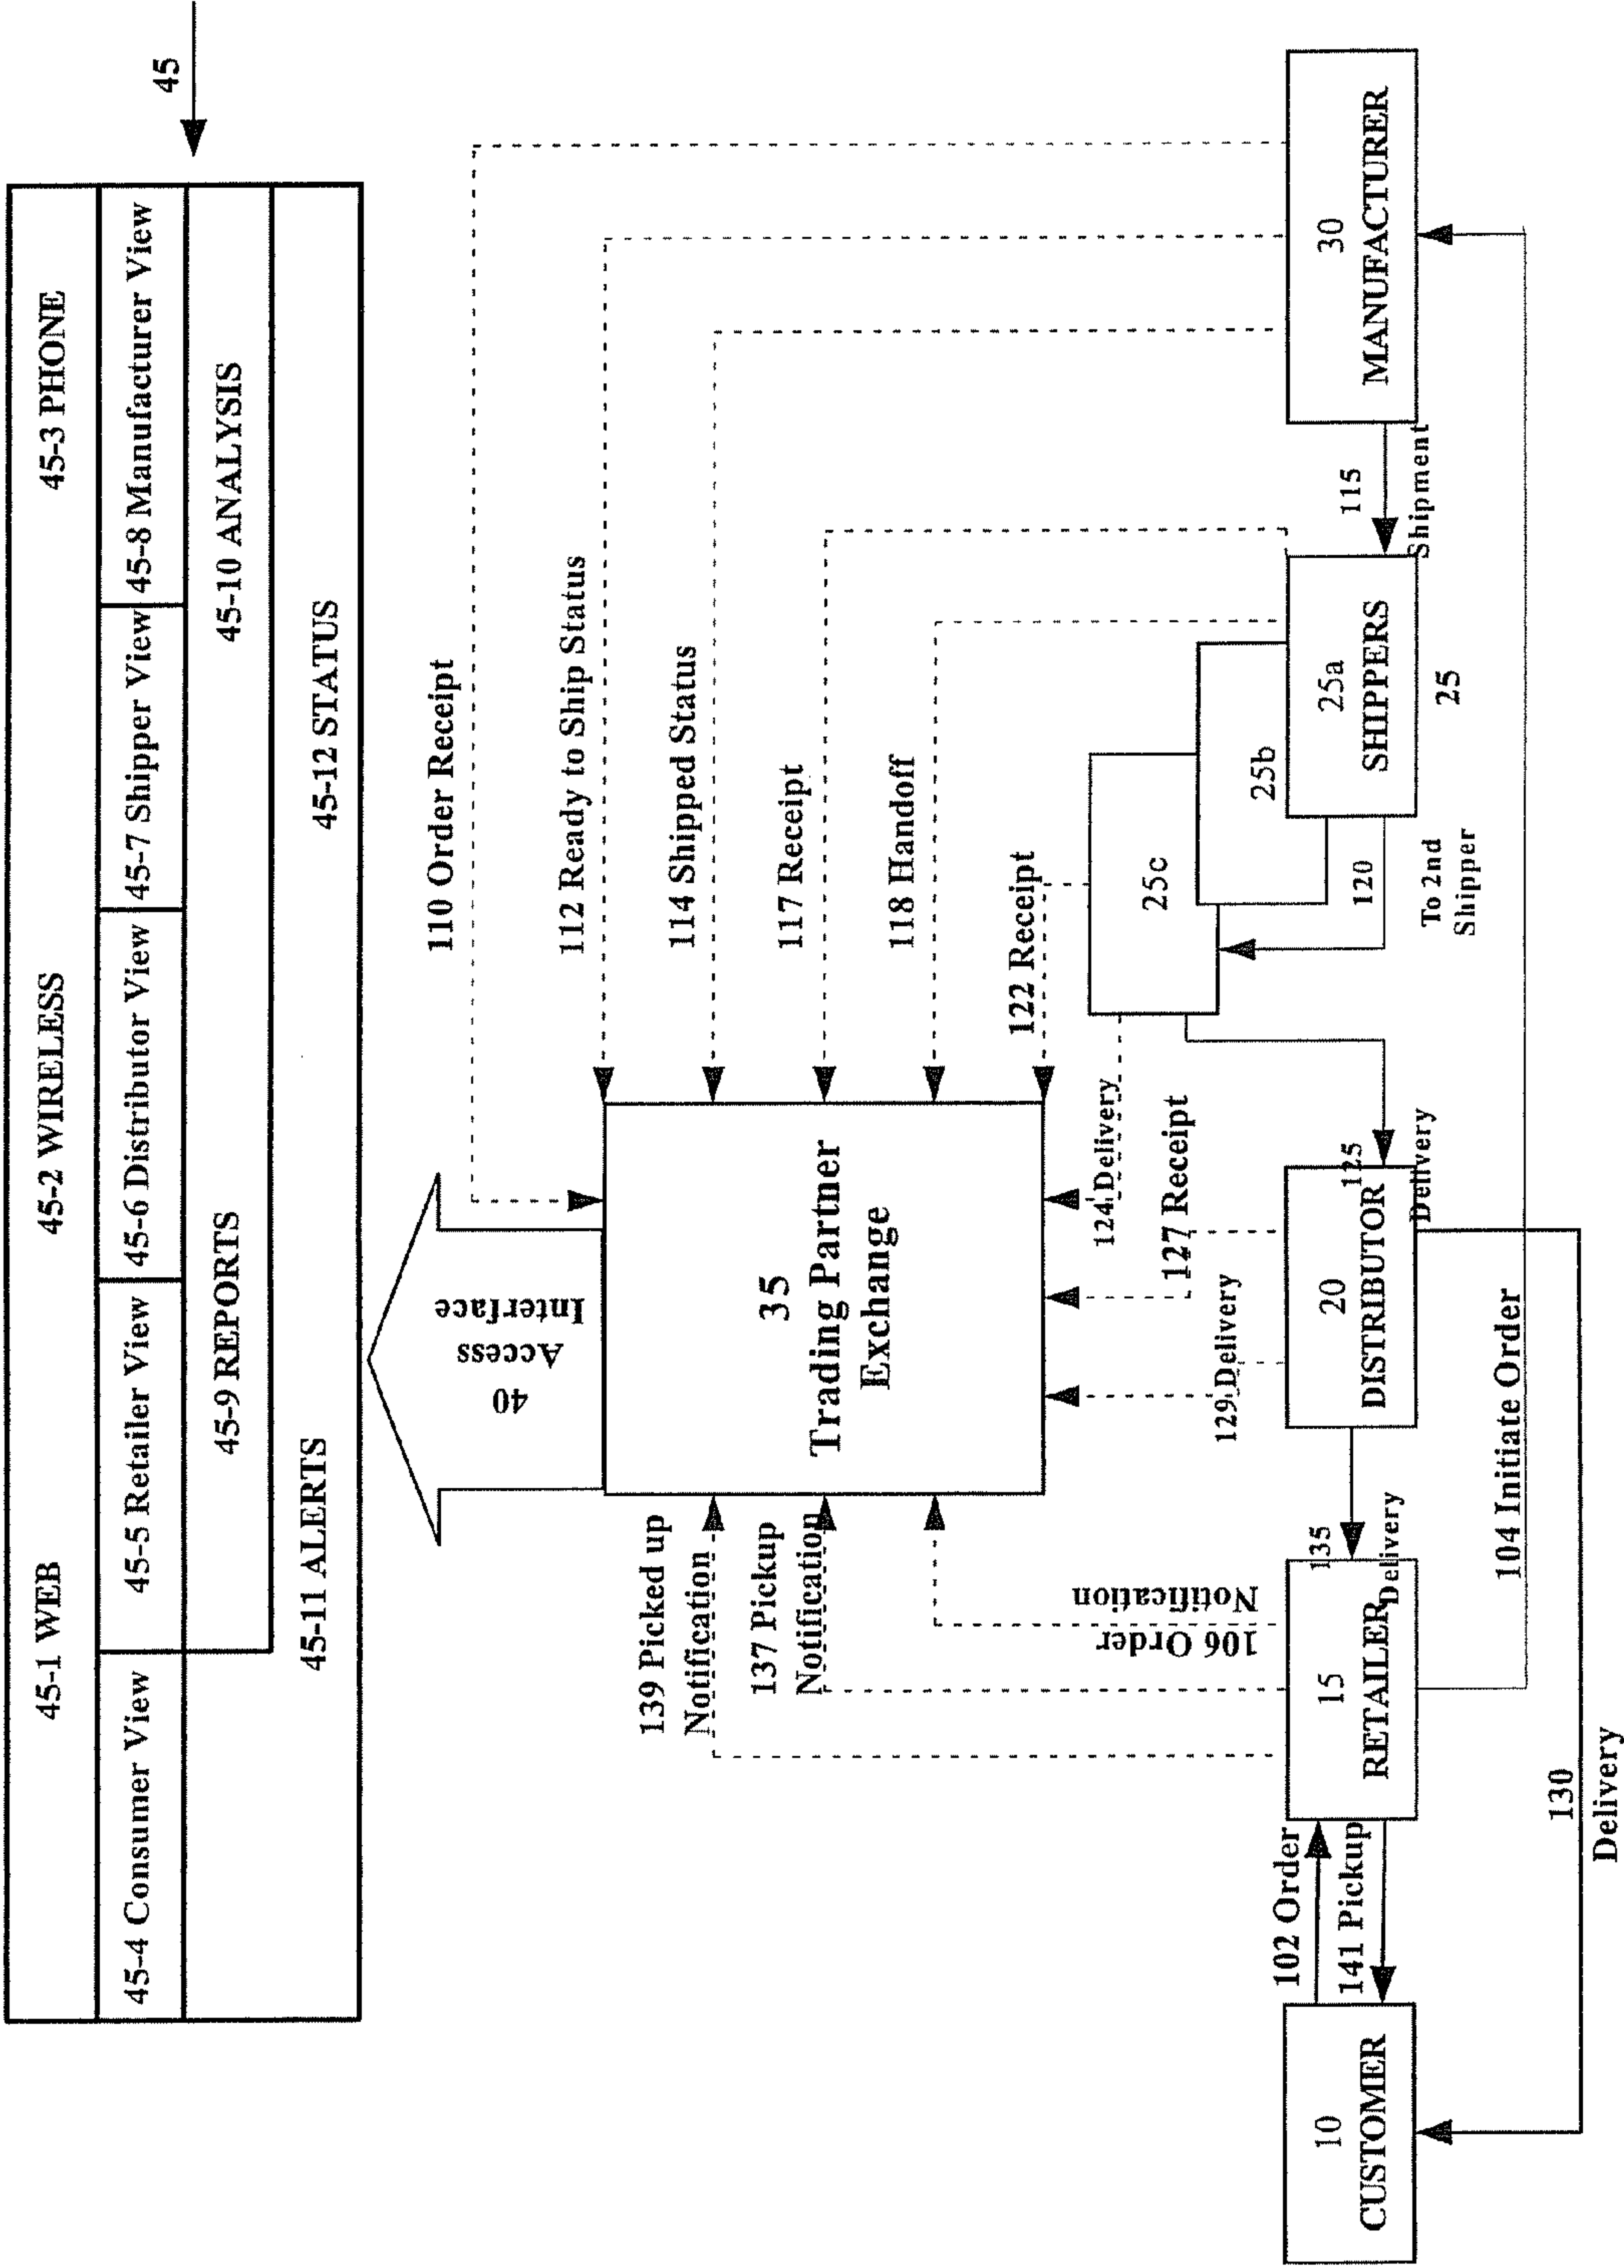 45
45-1 WEB
45-2 WIRELESS
45-3 PHONE
45-4 Consumer View
45-5 Retailer View
45-6 Distributor View
45-7 Shipper View
45-8 Manufacturer View
45-9 REPORTS
45-10 ANALYSIS
45-11 ALERTS
45-12 STATUS
40
Access
Interface
110 Order Receipt
112 Ready to Ship Status
114 Shipped Status
117 Receipt
118 Handoff
122 Receipt
35
Trading Partner
Exchange
139 Picked up
Notification
137 Pickup
Notification
106 Order
Notification
124 Delivery
127 Receipt
129 Delivery
10
CUSTOMER
102 Order
141 Pickup
15
RETAILER
135
Delivery
20
DISTRIBUTOR
125
Delivery
25c
25b
25a
SHIPPERS
25
120
To 2nd
Shipper
115
Shipment
30
MANUFACTURER
104 Initiate Order
130
Delivery